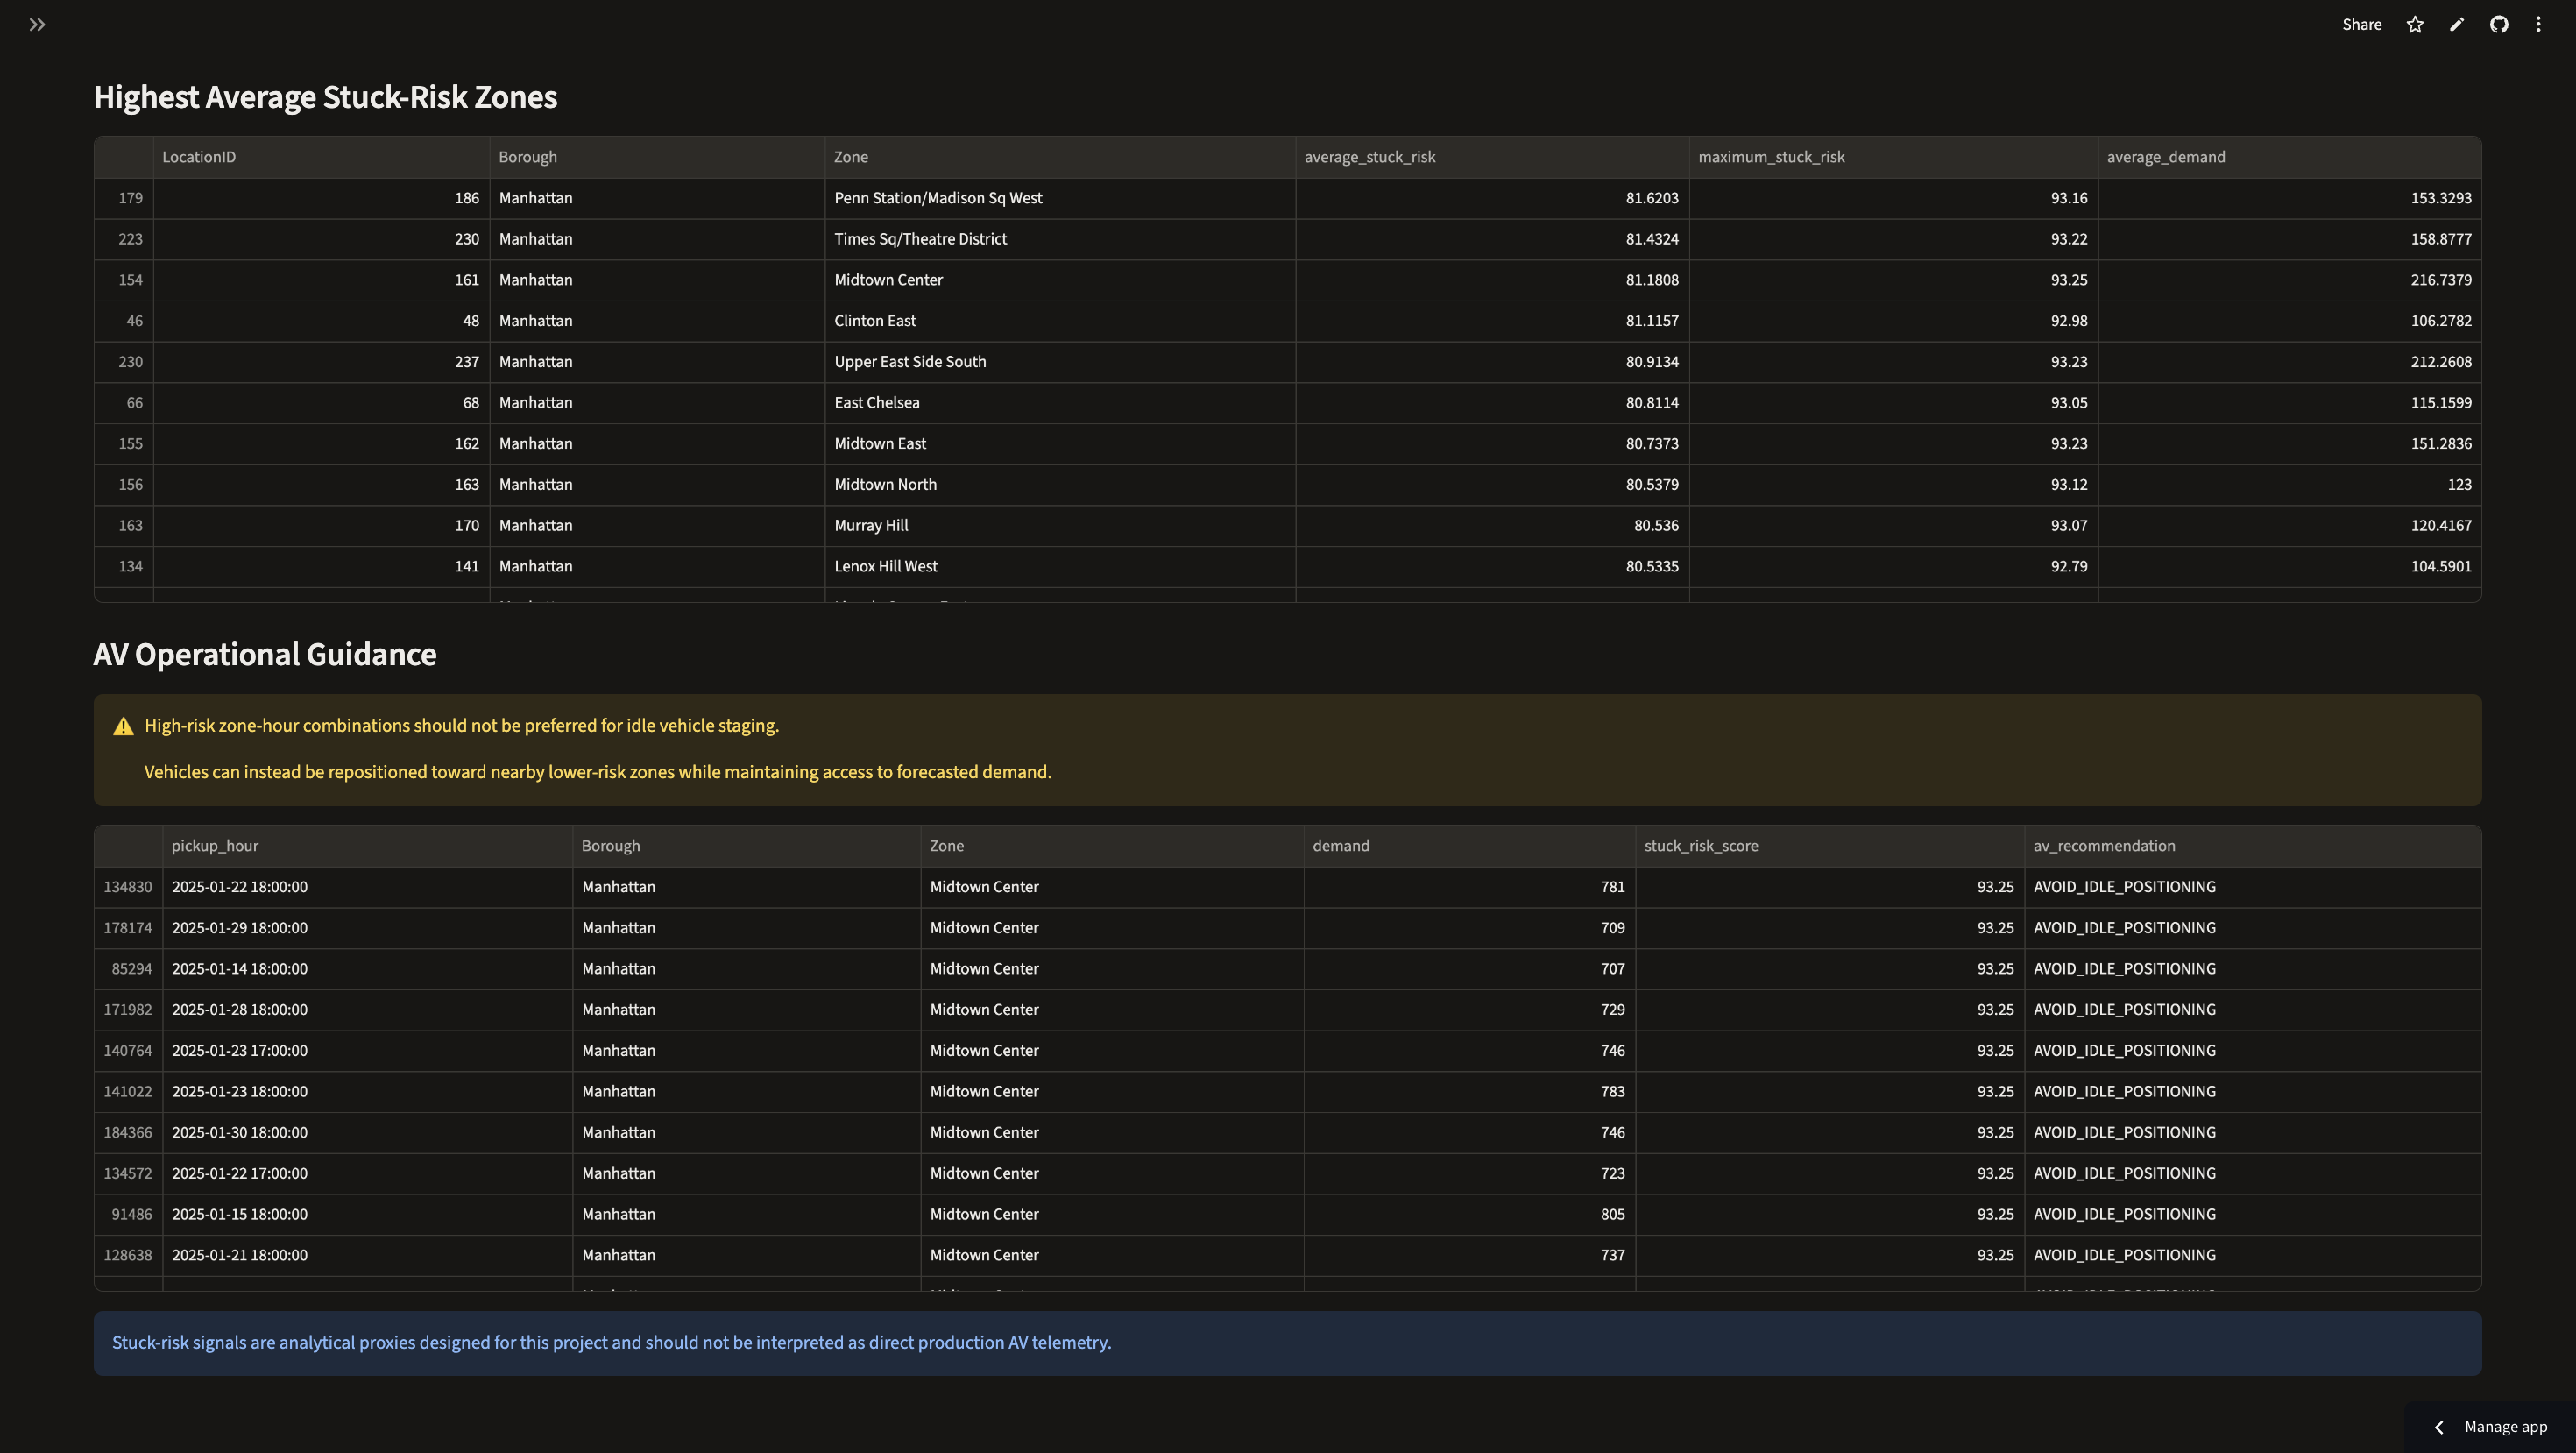 Share
Highest Average Stuck-Risk Zones
LocationID Borough Zone average_stuck_risk maximum_stuck_risk average_demand
179 186 Manhattan Penn Station/Madison Sq West 81.6203 93.16 153.3293
223 230 Manhattan Times Sq/Theatre District 81.4324 93.22 158.8777
154 161 Manhattan Midtown Center 81.1808 93.25 216.7379
46 48 Manhattan Clinton East 81.1157 92.98 106.2782
230 237 Manhattan Upper East Side South 80.9134 93.23 212.2608
66 68 Manhattan East Chelsea 80.8114 93.05 115.1599
155 162 Manhattan Midtown East 80.7373 93.23 151.2836
156 163 Manhattan Midtown North 80.5379 93.12 123
163 170 Manhattan Murray Hill 80.536 93.07 120.4167
134 141 Manhattan Lenox Hill West 80.5335 92.79 104.5901
AV Operational Guidance
High-risk zone-hour combinations should not be preferred for idle vehicle staging.
Vehicles can instead be repositioned toward nearby lower-risk zones while maintaining access to forecasted demand.
pickup_hour Borough Zone demand stuck_risk_score av_recommendation
134830 2025-01-22 18:00:00 Manhattan Midtown Center 781 93.25 AVOID_IDLE_POSITIONING
178174 2025-01-29 18:00:00 Manhattan Midtown Center 709 93.25 AVOID_IDLE_POSITIONING
85294 2025-01-14 18:00:00 Manhattan Midtown Center 707 93.25 AVOID_IDLE_POSITIONING
171982 2025-01-28 18:00:00 Manhattan Midtown Center 729 93.25 AVOID_IDLE_POSITIONING
140764 2025-01-23 17:00:00 Manhattan Midtown Center 746 93.25 AVOID_IDLE_POSITIONING
141022 2025-01-23 18:00:00 Manhattan Midtown Center 783 93.25 AVOID_IDLE_POSITIONING
184366 2025-01-30 18:00:00 Manhattan Midtown Center 746 93.25 AVOID_IDLE_POSITIONING
134572 2025-01-22 17:00:00 Manhattan Midtown Center 723 93.25 AVOID_IDLE_POSITIONING
91486 2025-01-15 18:00:00 Manhattan Midtown Center 805 93.25 AVOID_IDLE_POSITIONING
128638 2025-01-21 18:00:00 Manhattan Midtown Center 737 93.25 AVOID_IDLE_POSITIONING
Stuck-risk signals are analytical proxies designed for this project and should not be interpreted as direct production AV telemetry.
Manage app